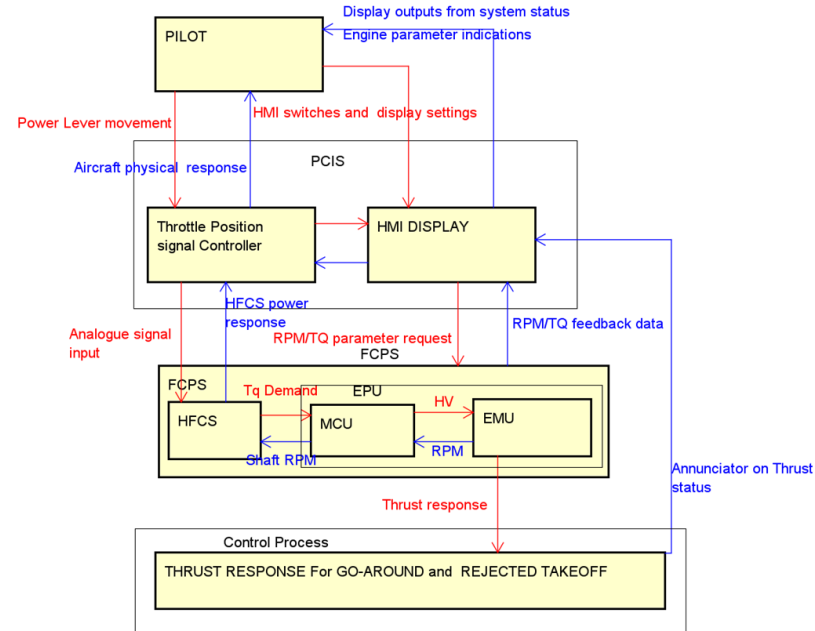 Display outputs from system status
Engine parameter indications
PILOT
HMI switches and  display settings
Power Lever movement
PCIS
Aircraft physical  response
Throttle Position
signal Controller
HMI DISPLAY
HFCS power
response
RPM/TQ feedback data
Analogue signal
input
RPM/TQ parameter request
FCPS
FCPS
Tq Demand
EPU
HV
HFCS
MCU
EMU
Shaft RPM
RPM
Annunciator on Thrust
status
Thrust response
Control Process
THRUST RESPONSE For GO-AROUND and  REJECTED TAKEOFF